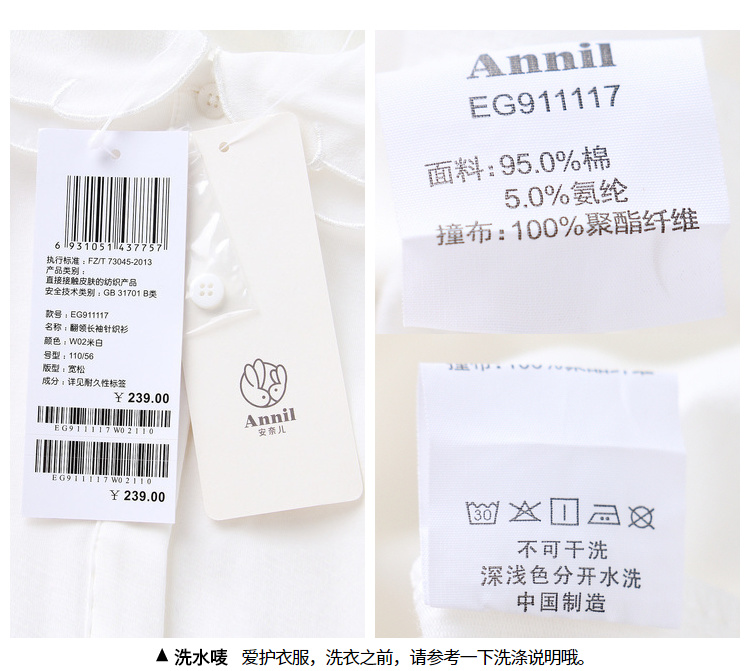 6 931051 437757
执行标准：FZ/T 73045-2013
产品类别：
直接接触皮肤的纺织产品
安全技术类别：GB 31701 B类
款号：EG911117
名称：翻领长袖针织衫
颜色：W02米白
号型：110/56
版型：宽松
成分：详见耐久性标签
￥ 239.00
EG911117W02110
EG911117W02110
￥ 239.00
Annil
安奈儿
Annil
EG911117
面料：95.0%棉
5.0%氨纶
撞布：100%聚酯纤维
撞布：100%聚酯纤维
30
不可干洗
深浅色分开水洗
中国制造
▲ 洗水唛 爱护衣服，洗衣之前，请参考一下洗涤说明哦。